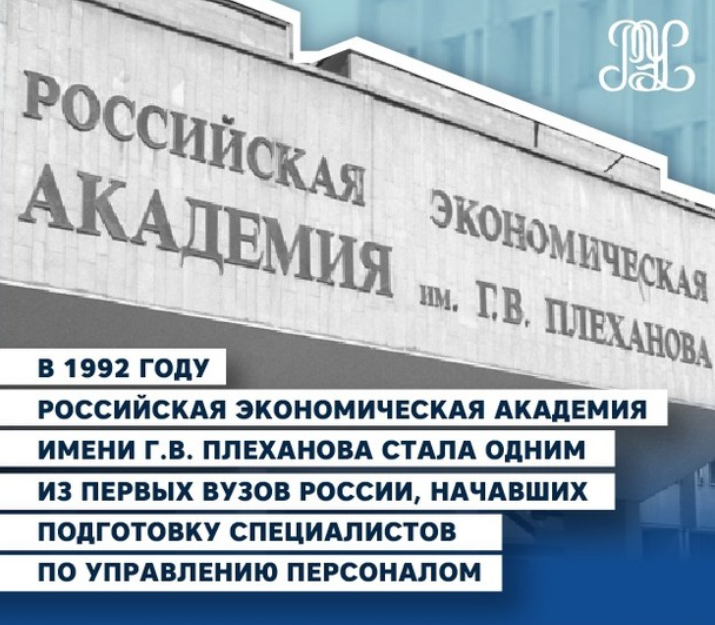 РОССИЙСКАЯ ЭКОНОМИЧЕСКАЯ
АКАДЕМИЯ им. Г.В. ПЛЕХАНОВА
В 1992 ГОДУ
РОССИЙСКАЯ ЭКОНОМИЧЕСКАЯ АКАДЕМИЯ
ИМЕНИ Г.В. ПЛЕХАНОВА СТАЛА ОДНИМ
ИЗ ПЕРВЫХ ВУЗОВ РОССИИ, НАЧАВШИХ
ПОДГОТОВКУ СПЕЦИАЛИСТОВ
ПО УПРАВЛЕНИЮ ПЕРСОНАЛОМ